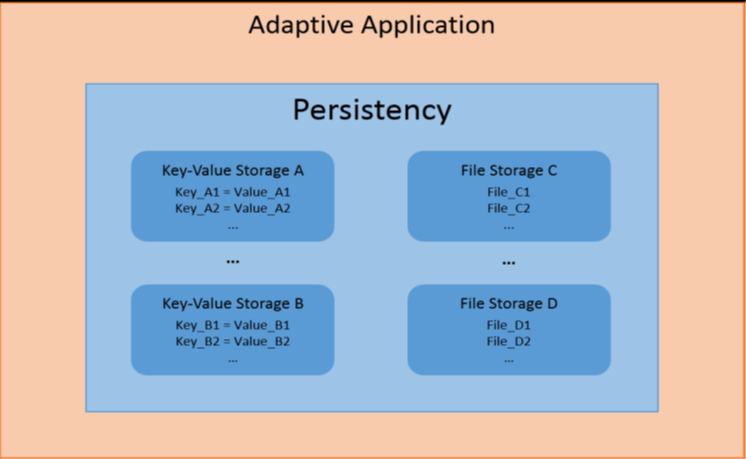 Adaptive Application
Persistency
Key-Value Storage A
Key_A1 = Value_A1
Key_A2 = Value_A2
...
...
Key-Value Storage B
Key_B1 = Value_B1
Key_B2 = Value_B2
...
File Storage C
File_C1
File_C2
...
...
File Storage D
File_D1
File_D2
...